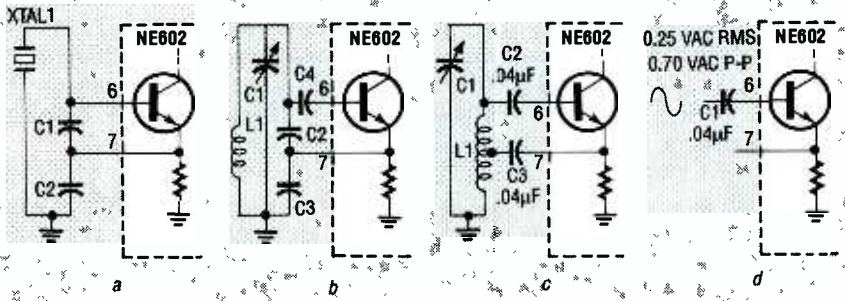 XTAL1
NE602
6
C1
7
C2
a
NE602
C1
C4
6
L1
C2
7
C3
b
NE602
C1
C2
.04µF
6
L1
7
C3
.04µF
c
0.25 VAC RMS
0.70 VAC P-P
NE602
6
C1
.04µF
7
d